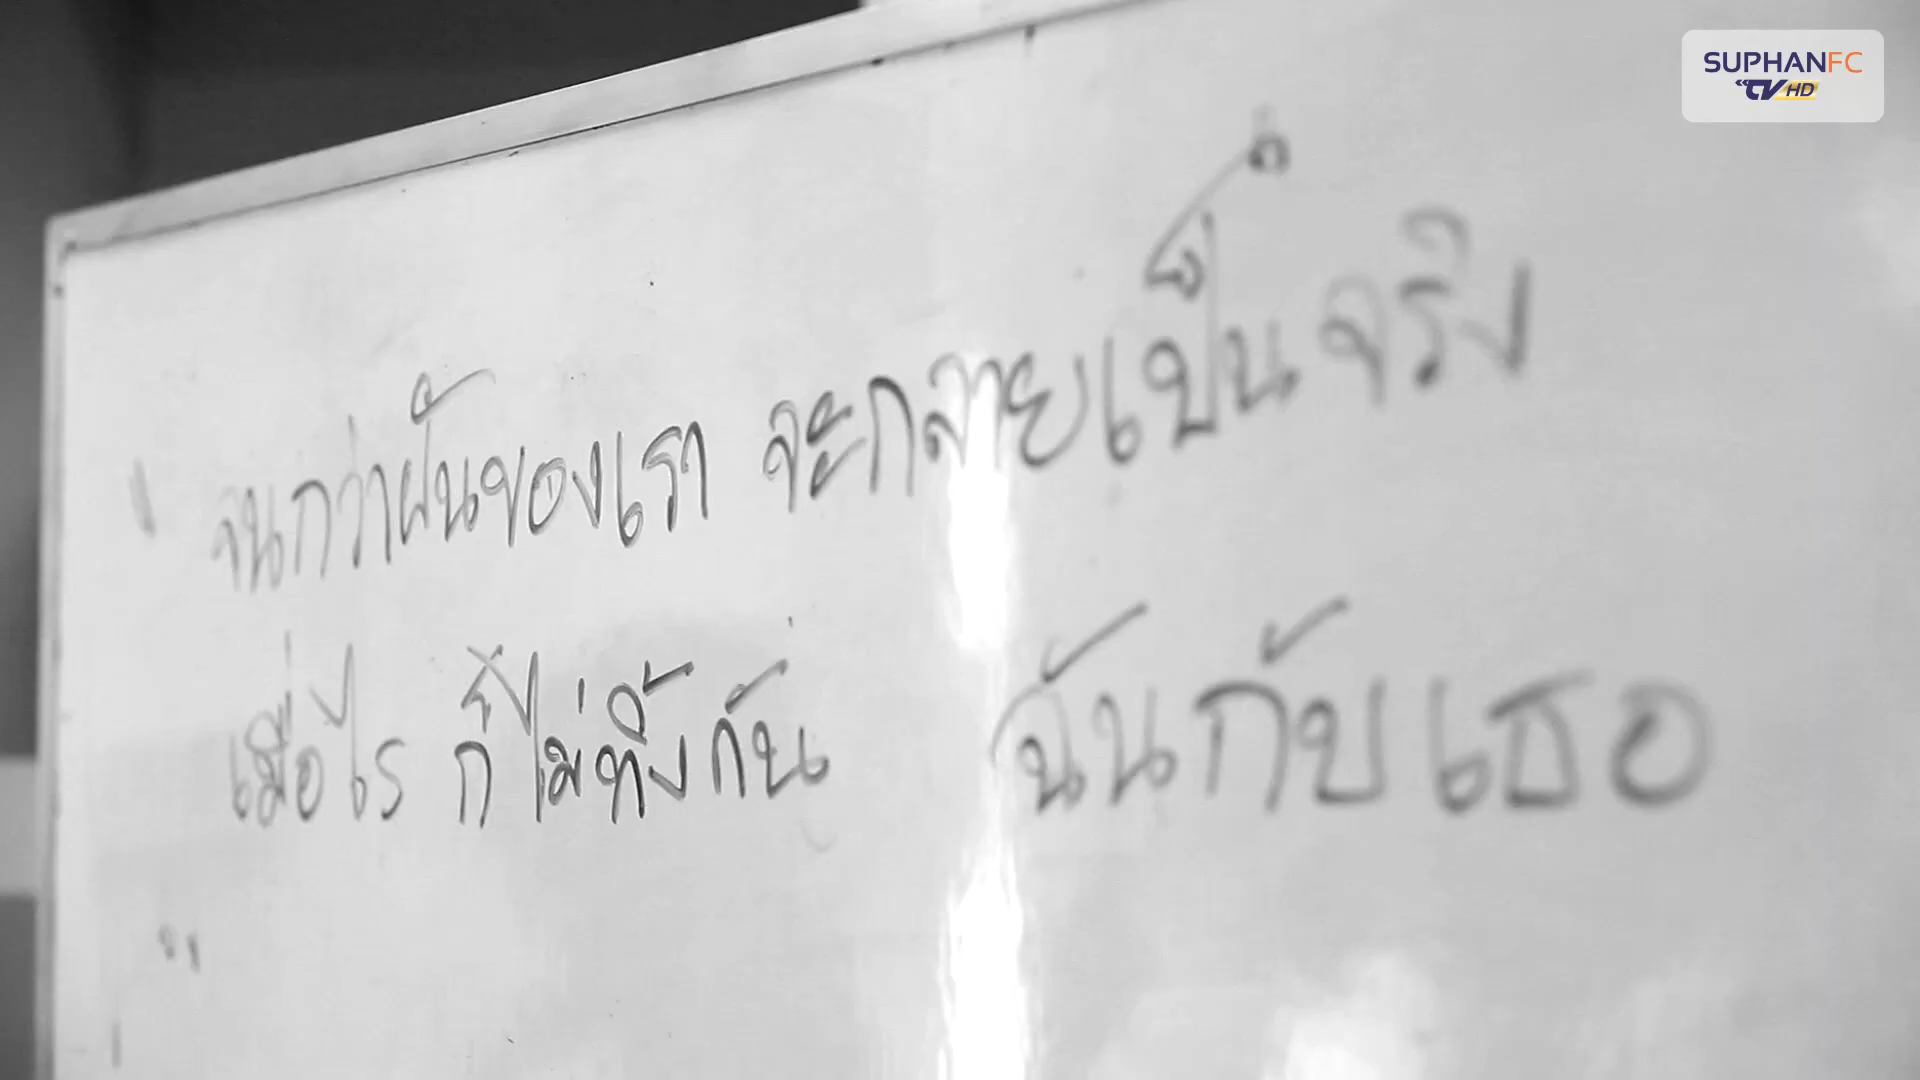 SUPHANFC
TV HD
จนกว่าฝันของเรา จะกลายเป็นจริง
เมื่อไร ก็ไม่ทิ้งกัน ฉันกับเธอ